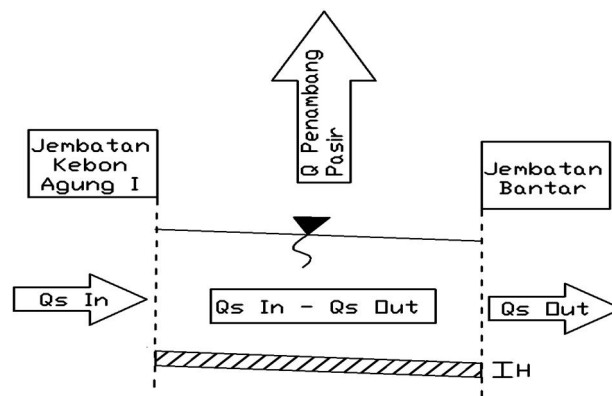 Q Penambang
Pasir
Jembatan
Kebon
Agung I
Jembatan
Bantar
Qs In
Qs In - Qs Out
Qs Out
H